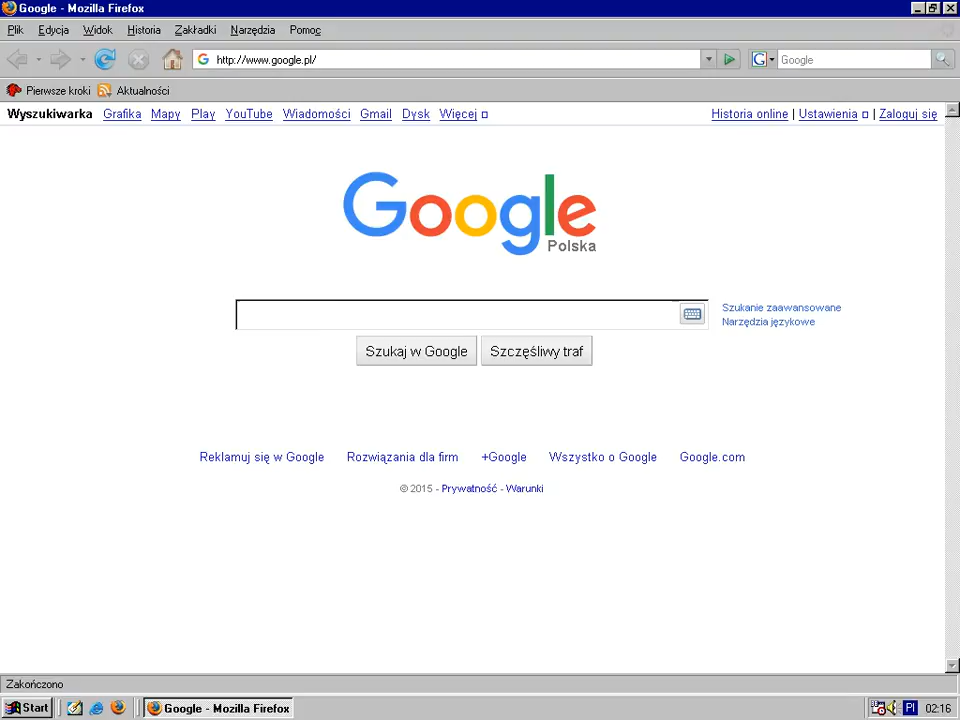 Google - Mozilla Firefox
Plik Edycja Widok Historia Zakładki Narzędzia Pomoc
http://www.google.pl/ Google
Pierwsze kroki Aktualności
Wyszukiwarka Grafika Mapy Play YouTube Wiadomości Gmail Dysk Więcej Historia online | Ustawienia | Zaloguj się
Google
Polska
Szukanie zaawansowane
Narzędzia językowe
Szukaj w Google Szczęśliwy traf
Reklamuj się w Google Rozwiązania dla firm +Google Wszystko o Google Google.com
© 2015 - Prywatność - Warunki
Zakończono
Start Google - Mozilla Firefox Pl 02:16